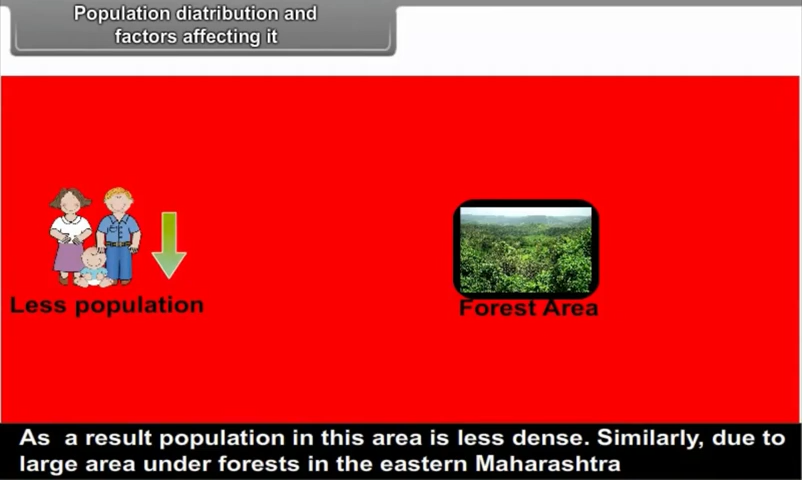 Population diatribution and
factors affecting it
Less population
Forest Area
As a result population in this area is less dense. Similarly, due to
large area under forests in the eastern Maharashtra